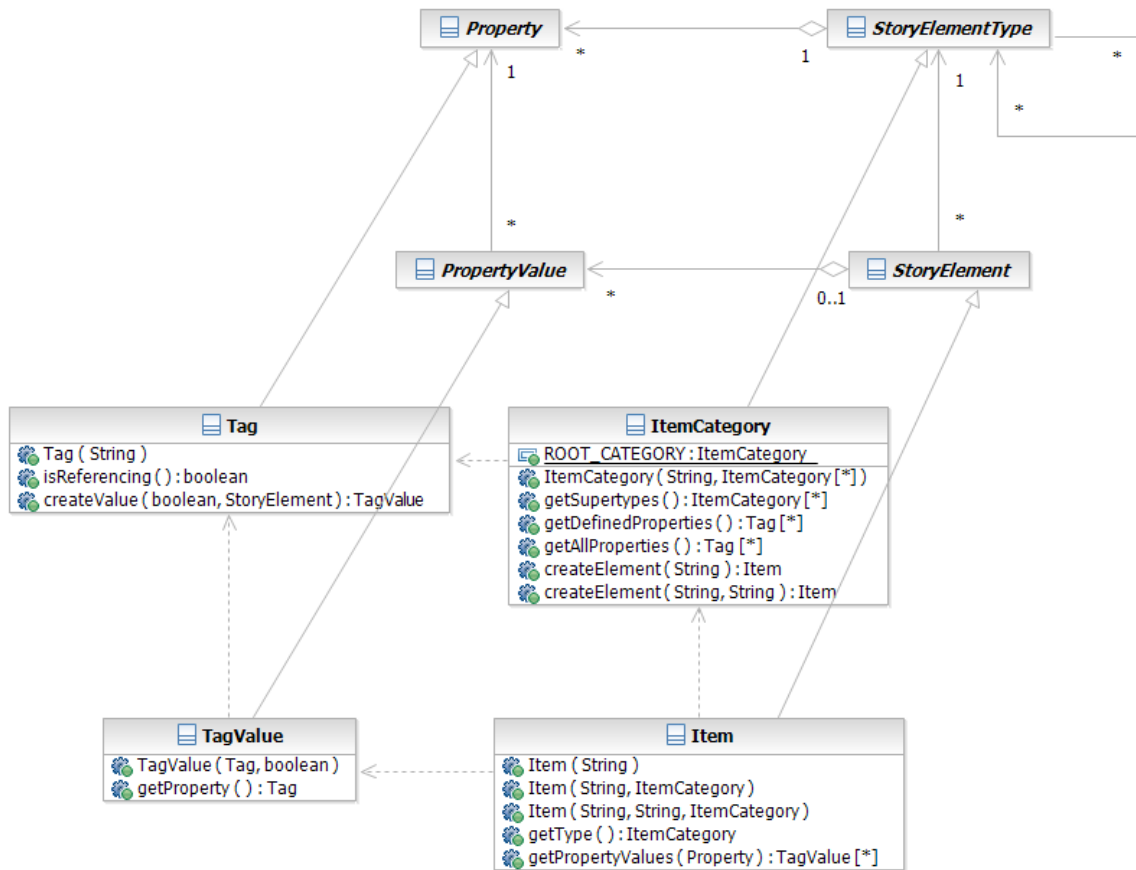 Property
StoryElementType
*
1
*
1
1
*
*
*
PropertyValue
StoryElement
*
0..1
Tag
Tag ( String )
isReferencing ( ) : boolean
createValue ( boolean, StoryElement ) : TagValue
ItemCategory
ROOT_CATEGORY : ItemCategory
ItemCategory ( String, ItemCategory [*] )
getSupertypes ( ) : ItemCategory [*]
getDefinedProperties ( ) : Tag [*]
getAllProperties ( ) : Tag [*]
createElement ( String ) : Item
createElement ( String, String ) : Item
TagValue
TagValue ( Tag, boolean )
getProperty ( ) : Tag
Item
Item ( String )
Item ( String, ItemCategory )
Item ( String, String, ItemCategory )
getType ( ) : ItemCategory
getPropertyValues ( Property ) : TagValue [*]